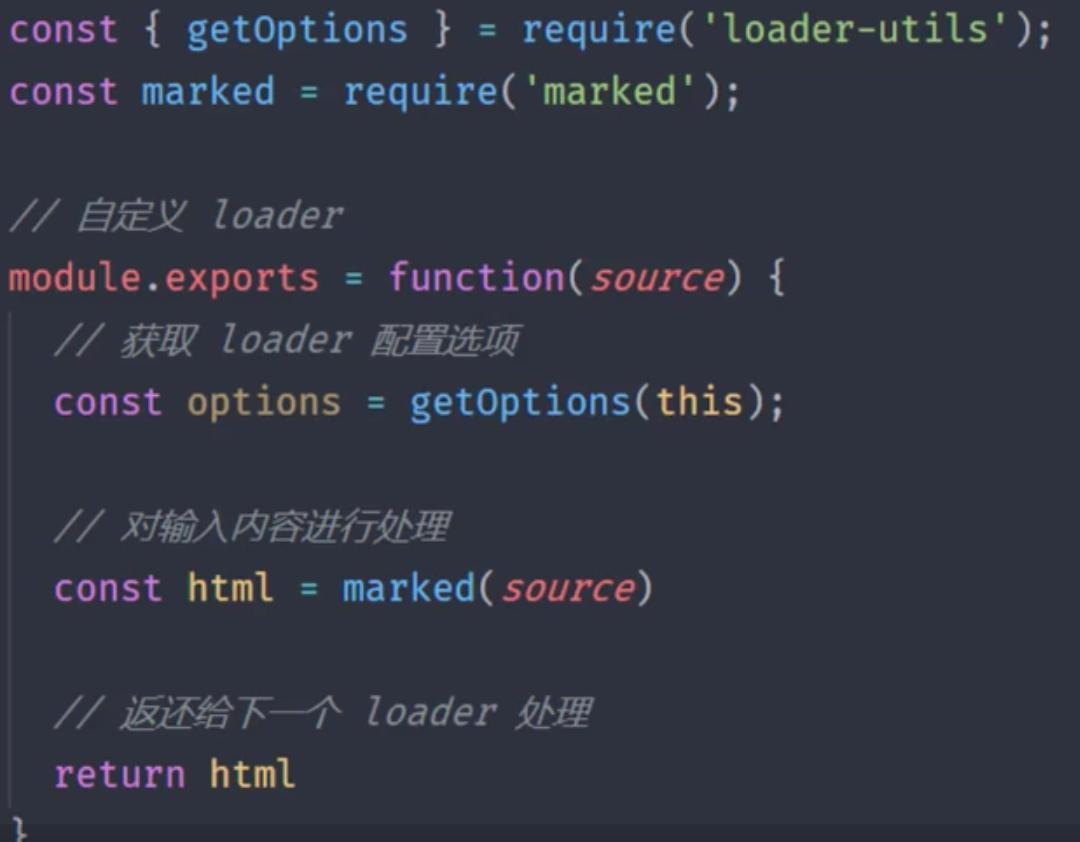 const { getOptions } = require('loader-utils');
const marked = require('marked');
// 自定义 loader
module.exports = function(source) {
// 获取 loader 配置选项
const options = getOptions(this);
// 对输入内容进行处理
const html = marked(source)
// 返还给下一个 loader 处理
return html
}